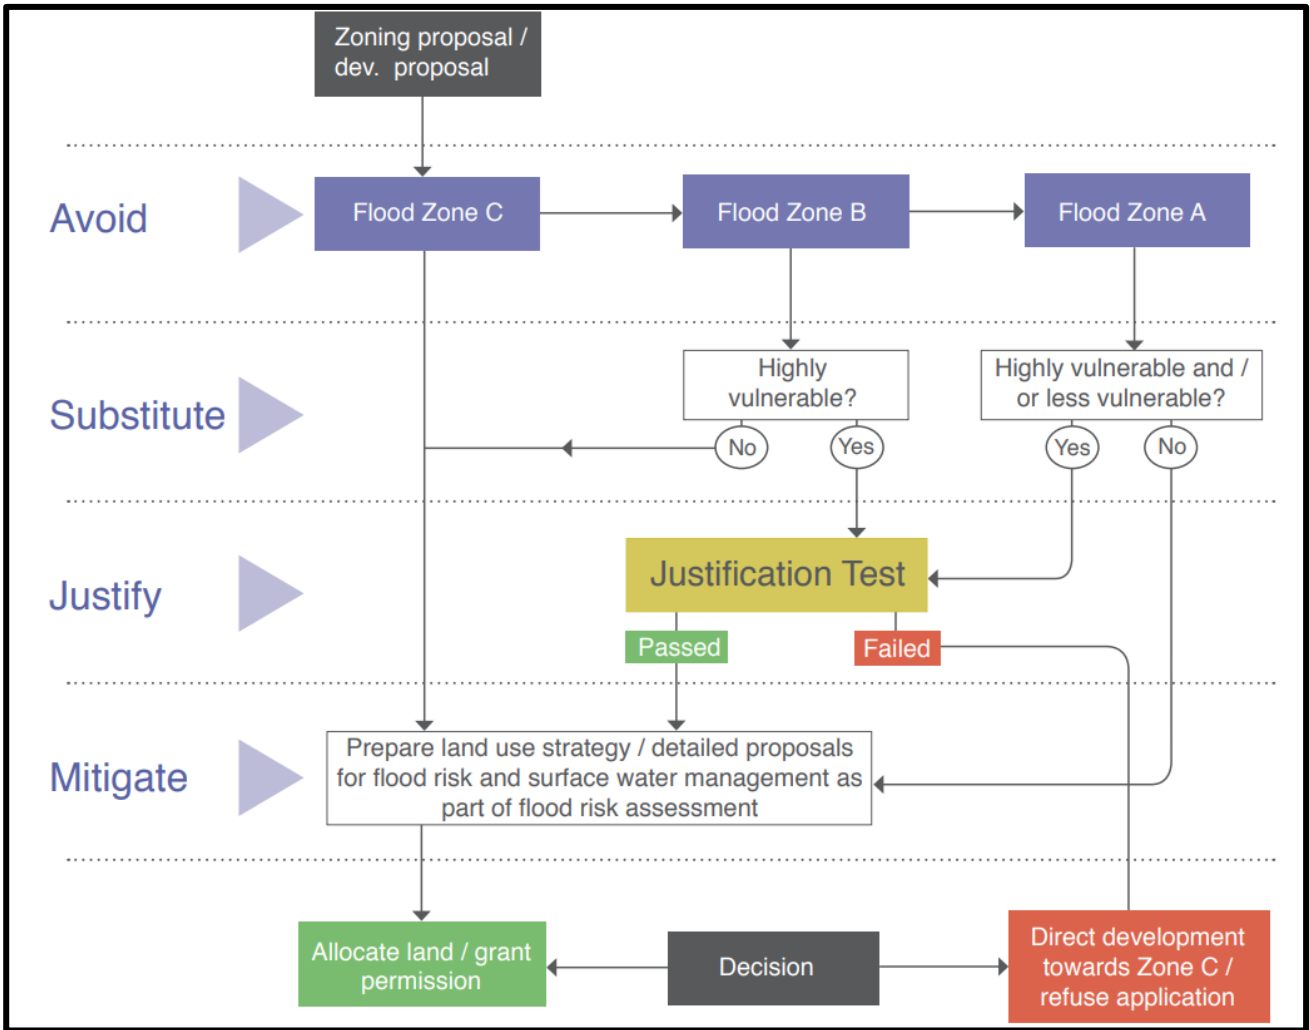 Zoning proposal /
dev. proposal
Avoid
Flood Zone C
Flood Zone B
Flood Zone A
Substitute
Highly
vulnerable?
Highly vulnerable and /
or less vulnerable?
No
Yes
Yes
No
Justify
Justification Test
Passed
Failed
Mitigate
Prepare land use strategy / detailed proposals
for flood risk and surface water management as
part of flood risk assessment
Allocate land / grant
permission
Decision
Direct development
towards Zone C /
refuse application